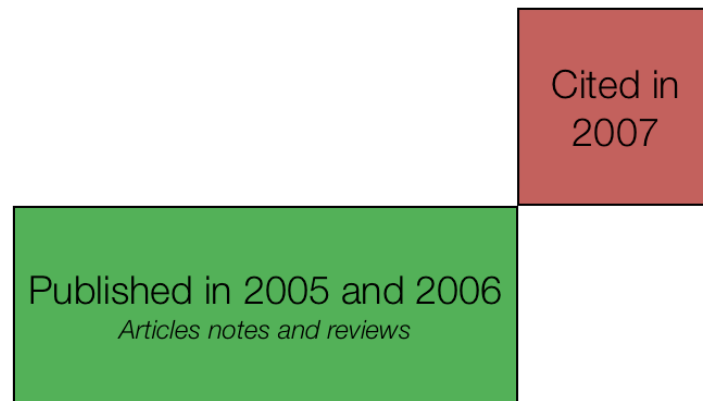 Cited in
2007
Published in 2005 and 2006
Articles notes and reviews